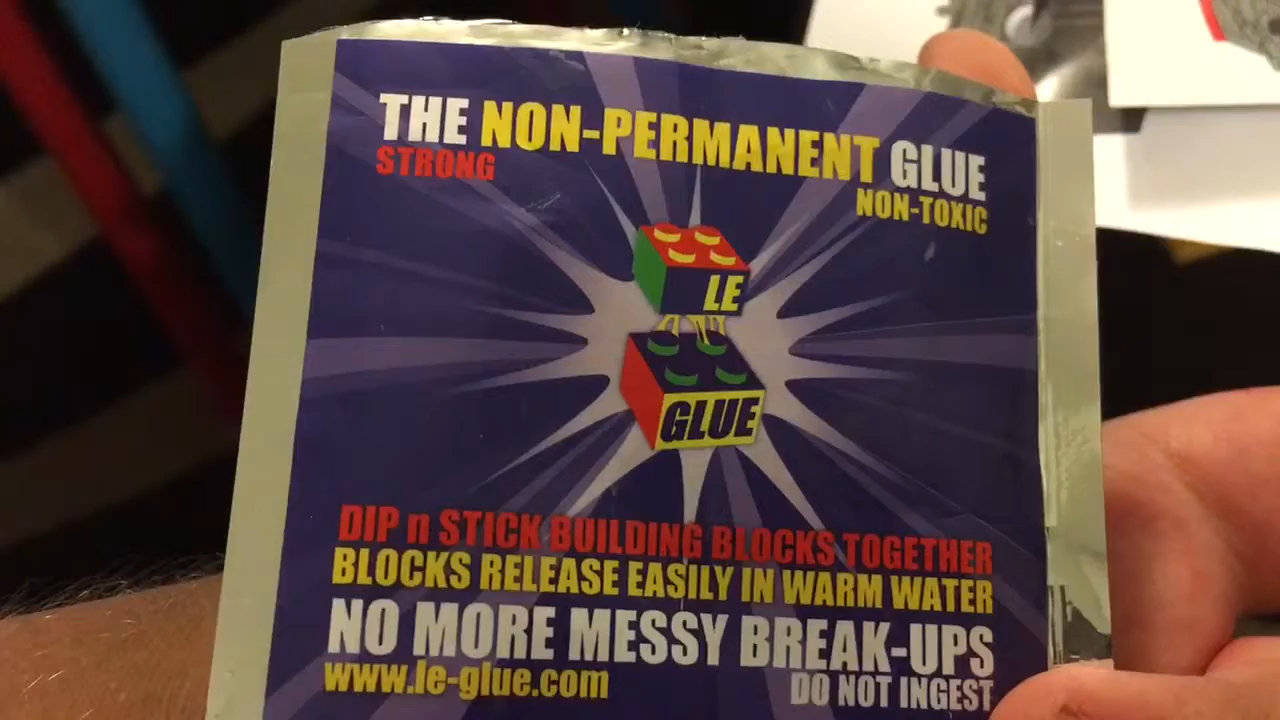 THE NON-PERMANENT GLUE
STRONG
NON-TOXIC
LE
GLUE
DIP n STICK BUILDING BLOCKS TOGETHER
BLOCKS RELEASE EASILY IN WARM WATER
NO MORE MESSY BREAK-UPS
www.le-glue.com
DO NOT INGEST